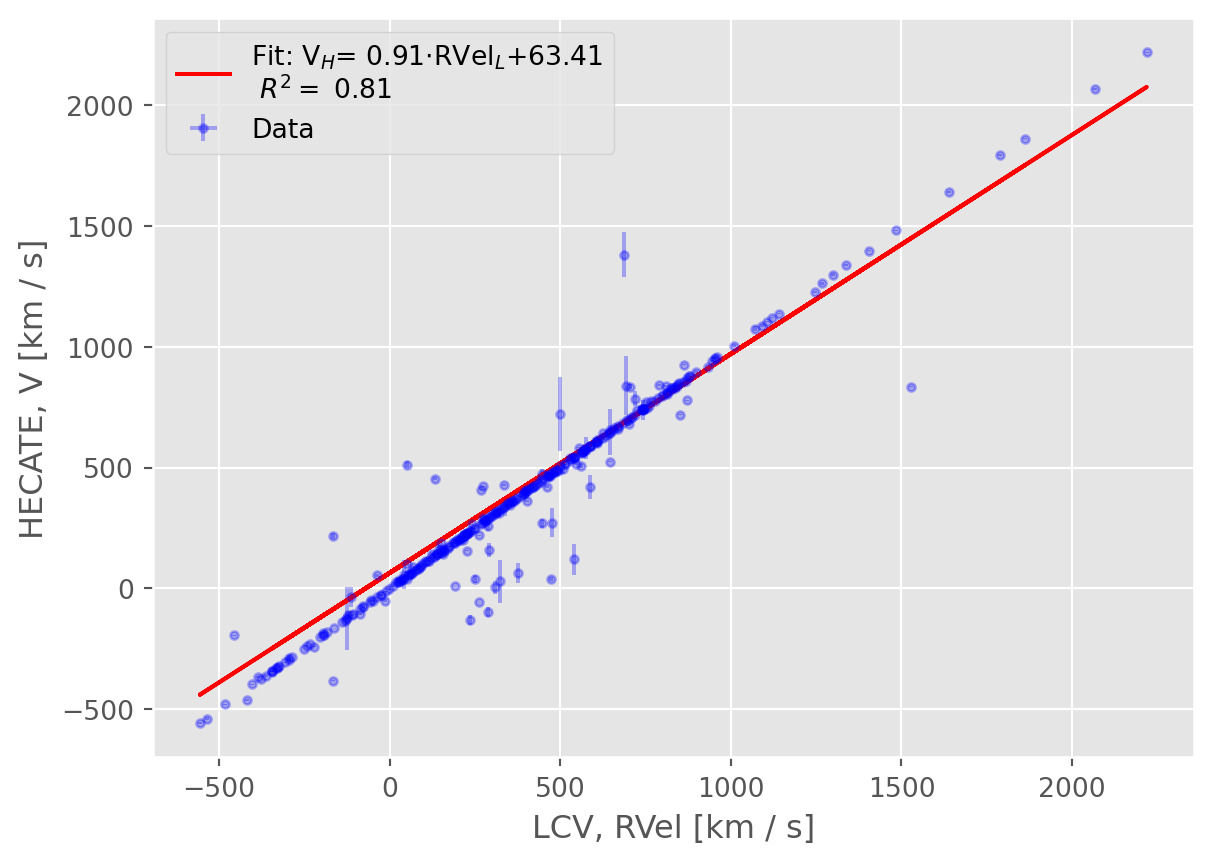 Fit: V_H= 0.91·RVel_L+63.41
R² = 0.81
Data
HECATE, V [km / s]
2000
1500
1000
500
0
−500
−500 0 500 1000 1500 2000
LCV, RVel [km / s]